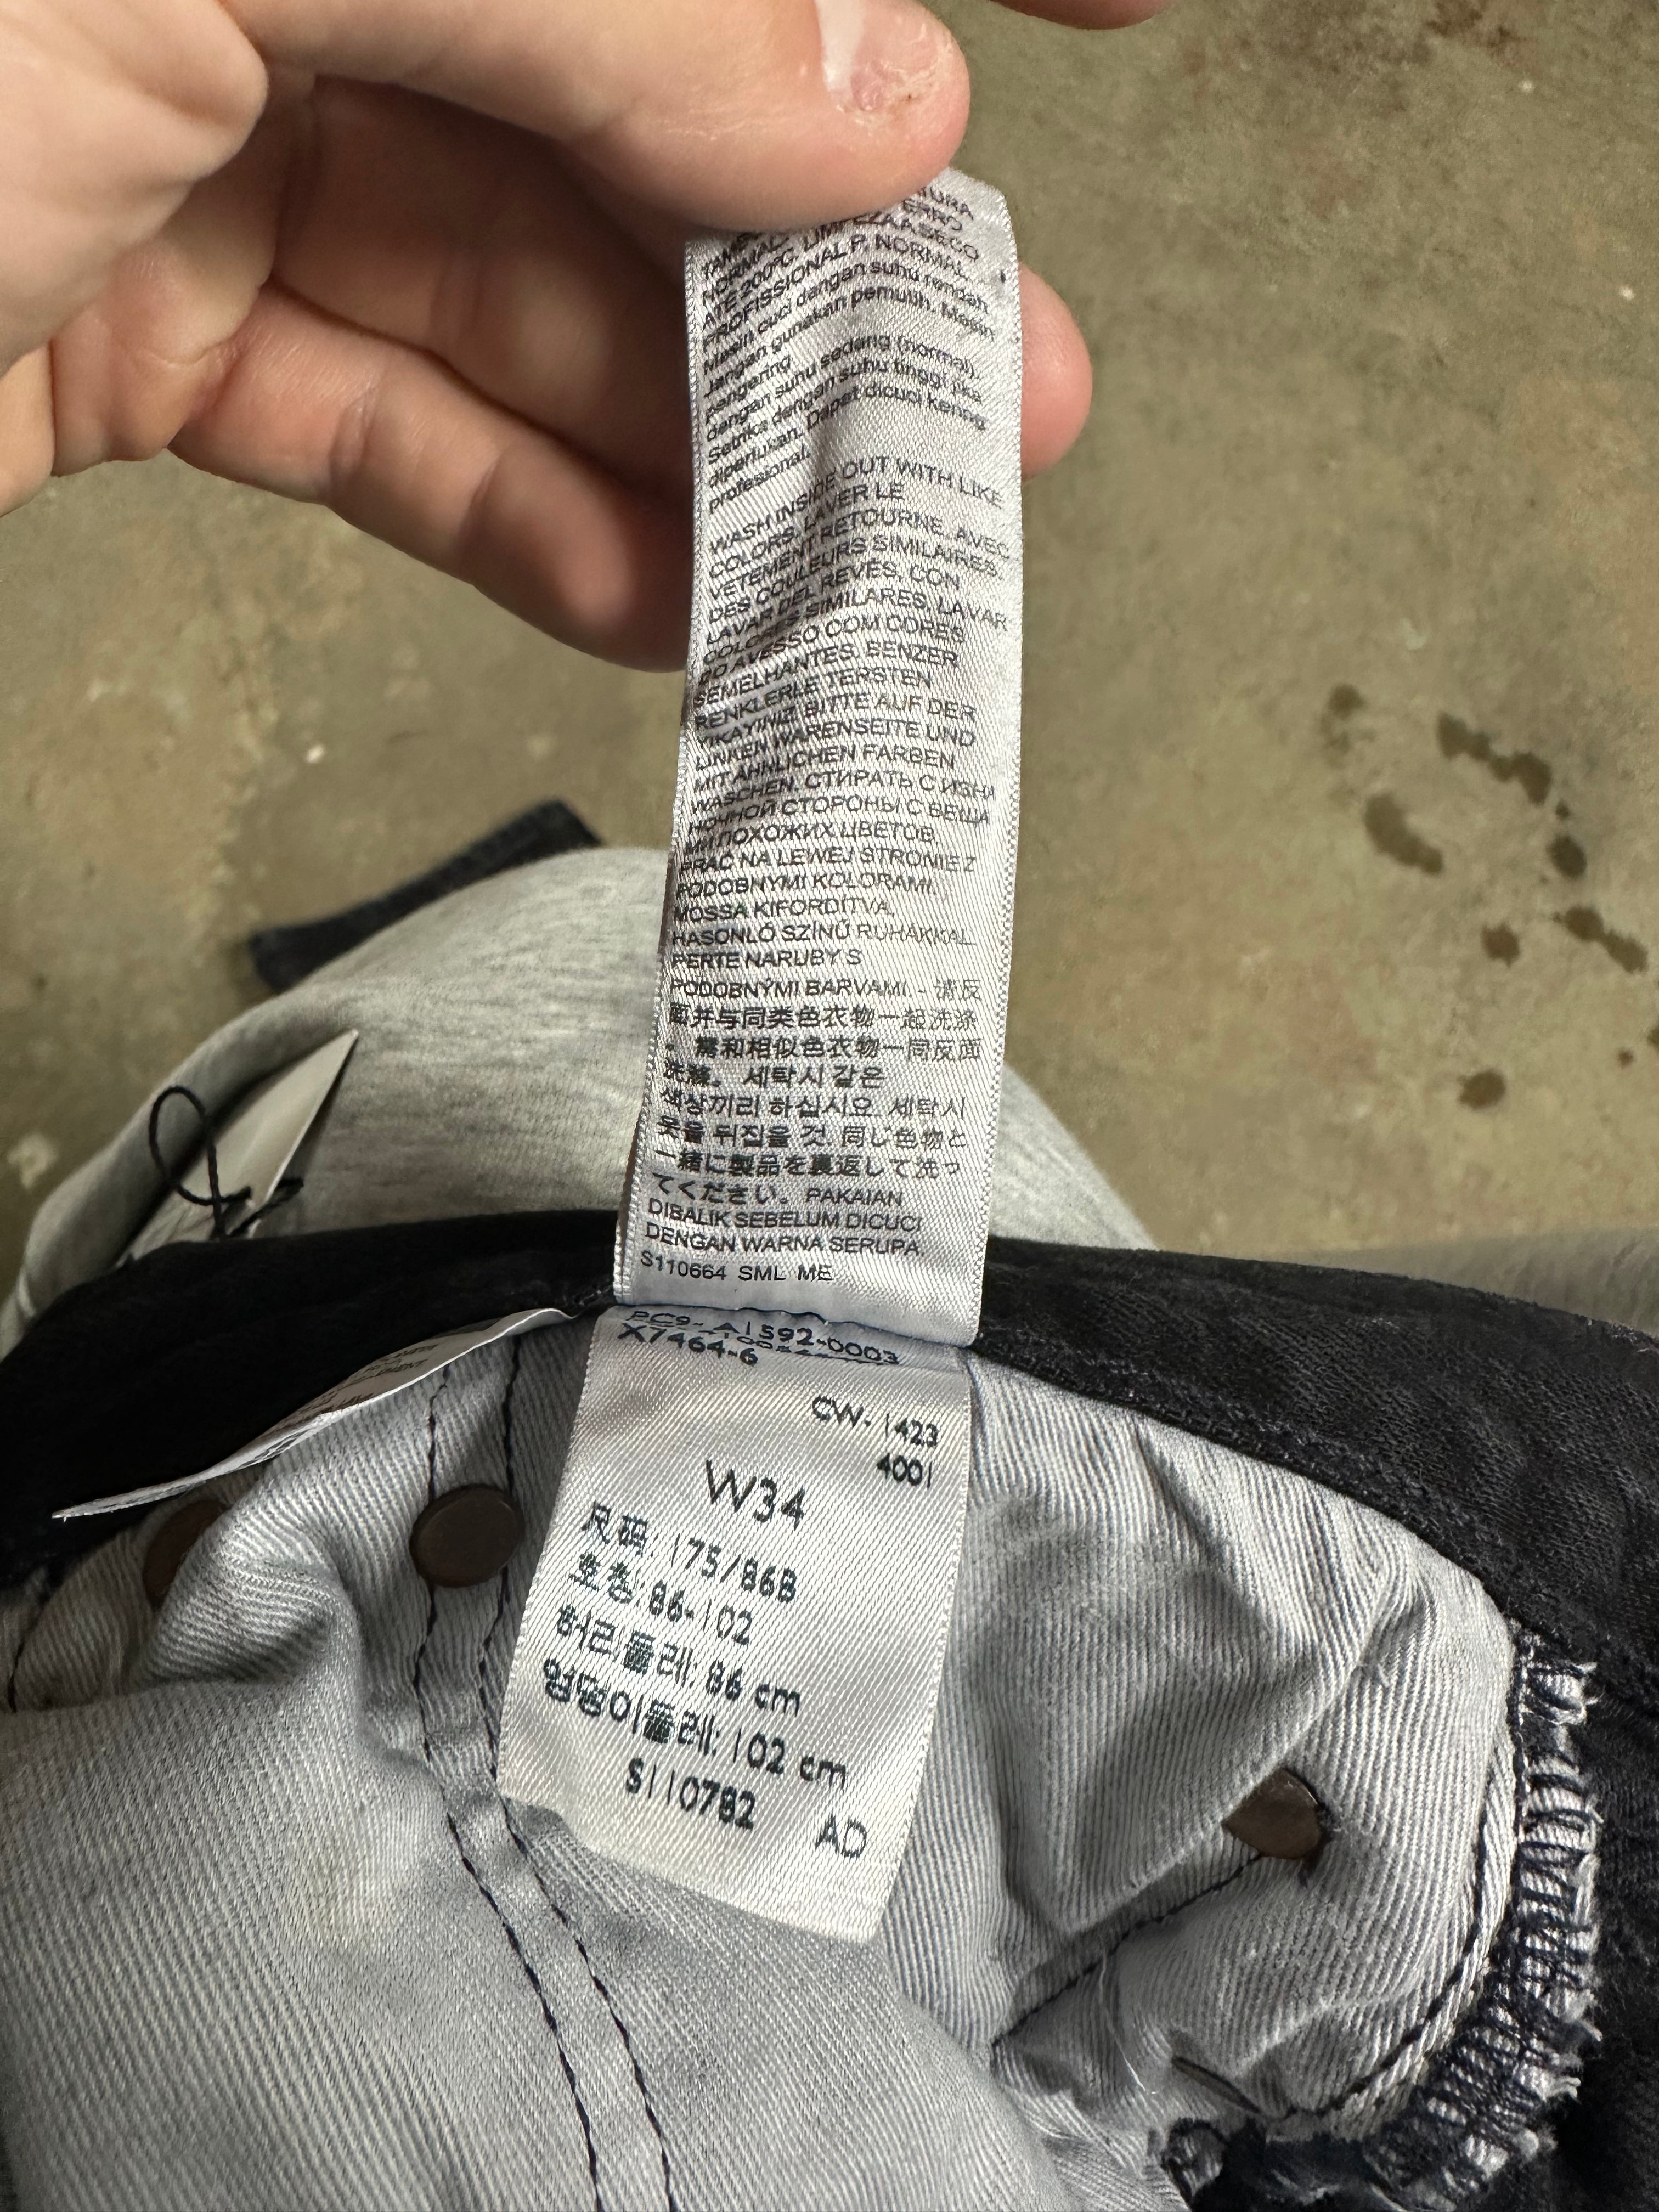 NORMAL. LIMPEZA A SECO
PROFISSIONAL P. NORMAL.
Mesin cuci dengan suhu rendah.
Jangan gunakan pemutih. Mesin
pengering
dengan suhu sedang (normal).
Setrika dengan suhu tinggi jika
diperlukan. Dapat dicuci kering
profesional.
WASH INSIDE OUT WITH LIKE
COLORS. LAVER LE
VETEMENT RETOURNE, AVEC
DES COULEURS SIMILAIRES.
LAVAR DEL REVÉS, CON
COLORES SIMILARES. LAVAR
DO AVESSO COM CORES
SEMELHANTES. BENZER
RENKLERLE TERSTEN
YIKAYINIZ. BITTE AUF DER
LINKEN WARENSEITE UND
MIT ÄHNLICHEN FARBEN
WASCHEN. СТИРАТЬ С ИЗНА
НОЧНОЙ СТОРОНЫ С ВЕЩА
МИ ПОХОЖИХ ЦВЕТОВ.
PRAĆ NA LEWEJ STRONIE Z
PODOBNYMI KOLORAMI.
MOSSA KIFORDITVA,
HASONLÓ SZÍNŰ RUHÁKKAL.
PERTE NARUBY S
PODOBNÝMI BARVAMI. - 请反
面并与同类色衣物一起洗涤
。 需和相似色衣物一同反面
洗滌。 세탁시 같은
색상끼리 하십시요. 세탁시
옷을 뒤집을 것. 同じ色物と
一緒に製品を裏返して洗っ
てください。 PAKAIAN
DIBALIK SEBELUM DICUCI
DENGAN WARNA SERUPA.
S110664 SML ME
PC9- A1592-0003
X7464-6
CW- 1423
4001
W34
尺码: 175/86B
호칭: 86-102
허리둘레: 86 cm
엉덩이둘레: 102 cm
S110782 AD